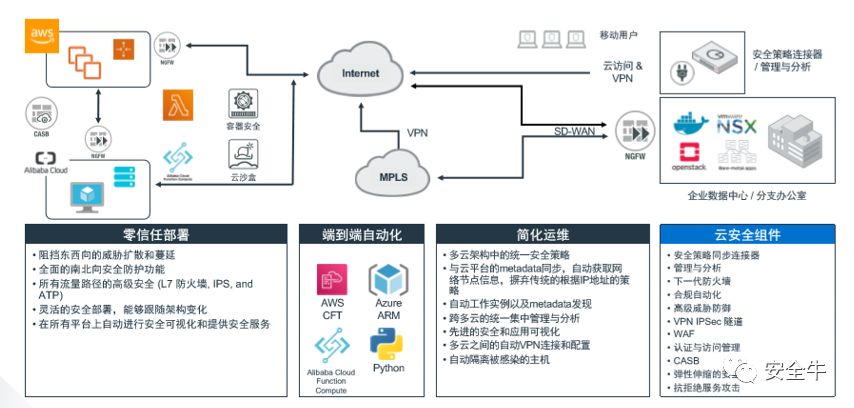 aws
NGFW
移动用户
安全策略连接器
/ 管理与分析
Internet
云访问 &
VPN
CASB
NGFW
容器安全
Alibaba Cloud
Alibaba Cloud
Function Compute
云沙盒
VPN
SD-WAN
MPLS
NGFW
docker
vmware
NSX
openstack
Bare-metal apps
企业数据中心 / 分支办公室
零信任部署
• 阻挡东西向的威胁扩散和蔓延
• 全面的南北向安全防护功能
• 所有流量路径的高级安全 (L7 防火墙, IPS, and
ATP)
• 灵活的安全部署，能够跟随架构变化
• 在所有平台上自动进行安全可视化和提供安全服务
端到端自动化
AWS
CFT
Azure
ARM
Alibaba Cloud
Function
Compute
Python
简化运维
• 多云架构中的统一安全策略
• 与云平台的metadata同步，自动获取网
络节点信息，摒弃传统的根据IP地址的策
略
• 自动工作实例以及metadata发现
• 跨多云的统一集中管理与分析
• 先进的安全和应用可视化
• 多云之间的自动VPN连接和配置
• 自动隔离被感染的主机
云安全组件
• 安全策略同步连接器
• 管理与分析
• 下一代防火墙
• 合规自动化
• 高级威胁防御
• VPN IPSec 隧道
• WAF
• 认证与访问管理
• CASB
• 弹性伸缩的安
• 抗拒绝服务攻击
安全牛